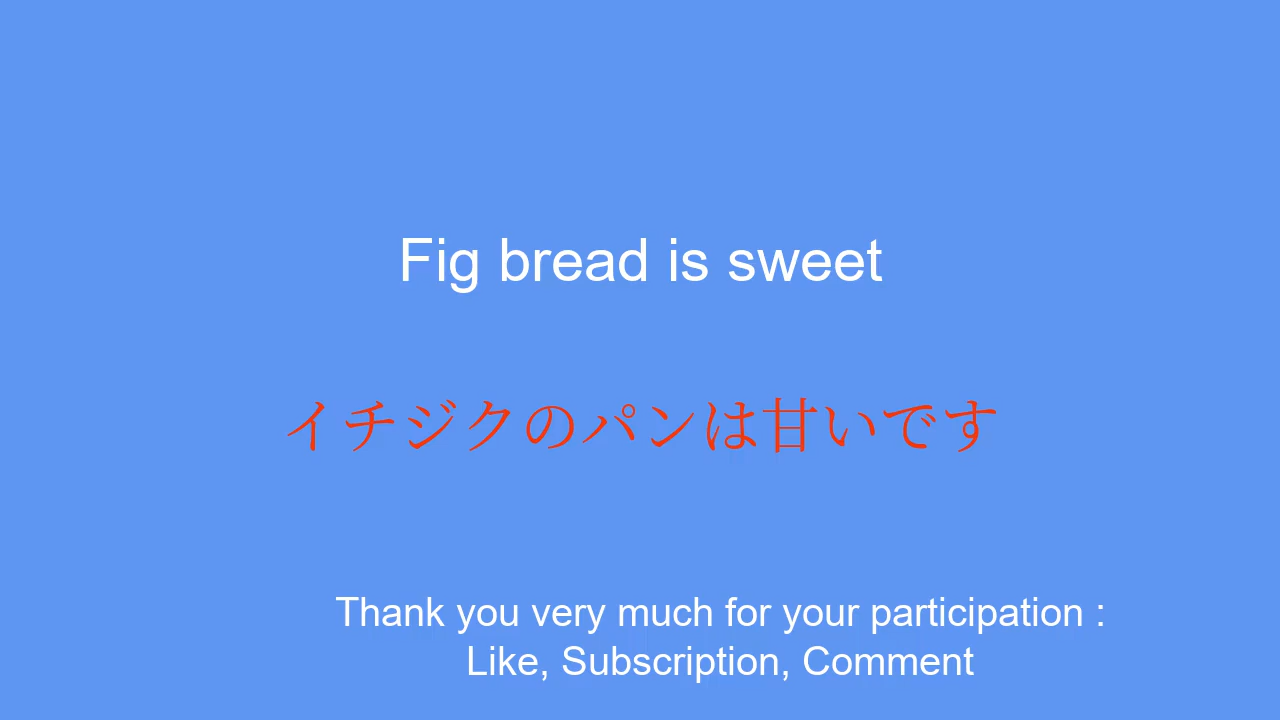 Fig bread is sweet
イチジクのパンは甘いです
Thank you very much for your participation :
Like, Subscription, Comment